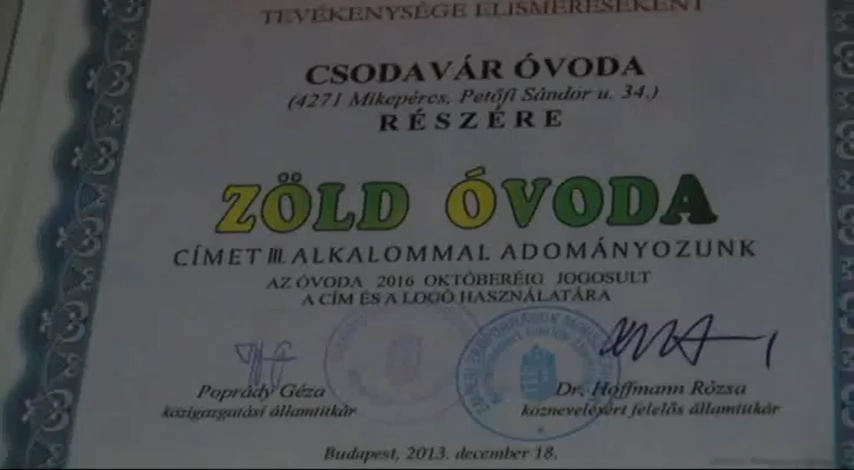 TEVÉKENYSÉGE ELISMERÉSEKÉNT
CSODAVÁR ÓVODA
(4271 Mikepércs, Petőfi Sándor u. 34.)
RÉSZÉRE
ZÖLD ÓVODA
CÍMET III. ALKALOMMAL ADOMÁNYOZUNK
AZ ÓVODA 2016 OKTÓBERÉIG JOGOSULT
A CÍM ÉS A LOGÓ HASZNÁLATÁRA
Poprády Géza
közigazgatási államtitkár
Dr. Hoffmann Rózsa
köznevelésért felelős államtitkár
Budapest, 2013. december 18.